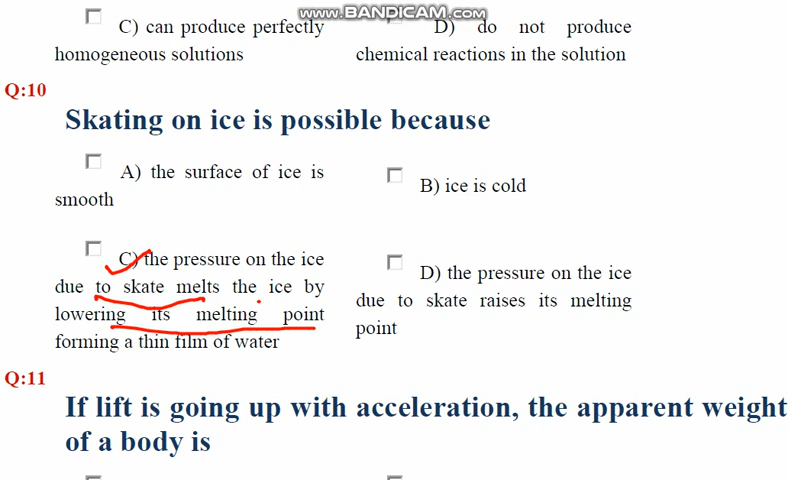 www.BANDICAM.com
C) can produce perfectly
homogeneous solutions
D) do not produce
chemical reactions in the solution
Q:10
Skating on ice is possible because
A) the surface of ice is
smooth
B) ice is cold
C) the pressure on the ice
due to skate melts the ice by
lowering its melting point
forming a thin film of water
D) the pressure on the ice
due to skate raises its melting
point
Q:11
If lift is going up with acceleration, the apparent weight
of a body is